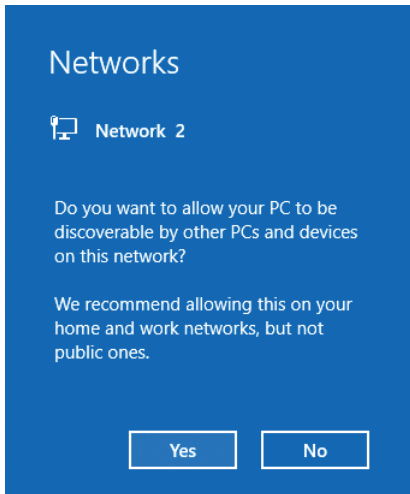 Networks
Network 2
Do you want to allow your PC to be
discoverable by other PCs and devices
on this network?
We recommend allowing this on your
home and work networks, but not
public ones.
Yes
No